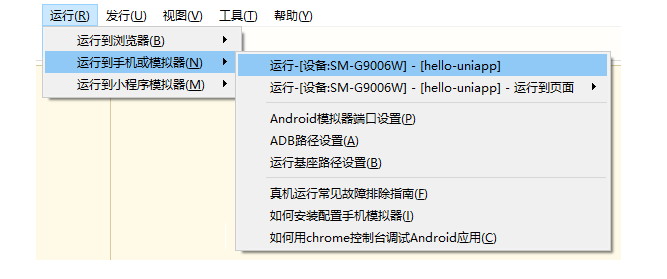 运行(R) 发行(U) 视图(V) 工具(T) 帮助(Y)
运行到浏览器(B)
运行到手机或模拟器(N)
运行到小程序模拟器(M)
运行-[设备:SM-G9006W] - [hello-uniapp]
运行-[设备:SM-G9006W] - [hello-uniapp] - 运行到页面
Android模拟器端口设置(P)
ADB路径设置(A)
运行基座路径设置(B)
真机运行常见故障排除指南(F)
如何安装配置手机模拟器(I)
如何用chrome控制台调试Android应用(C)